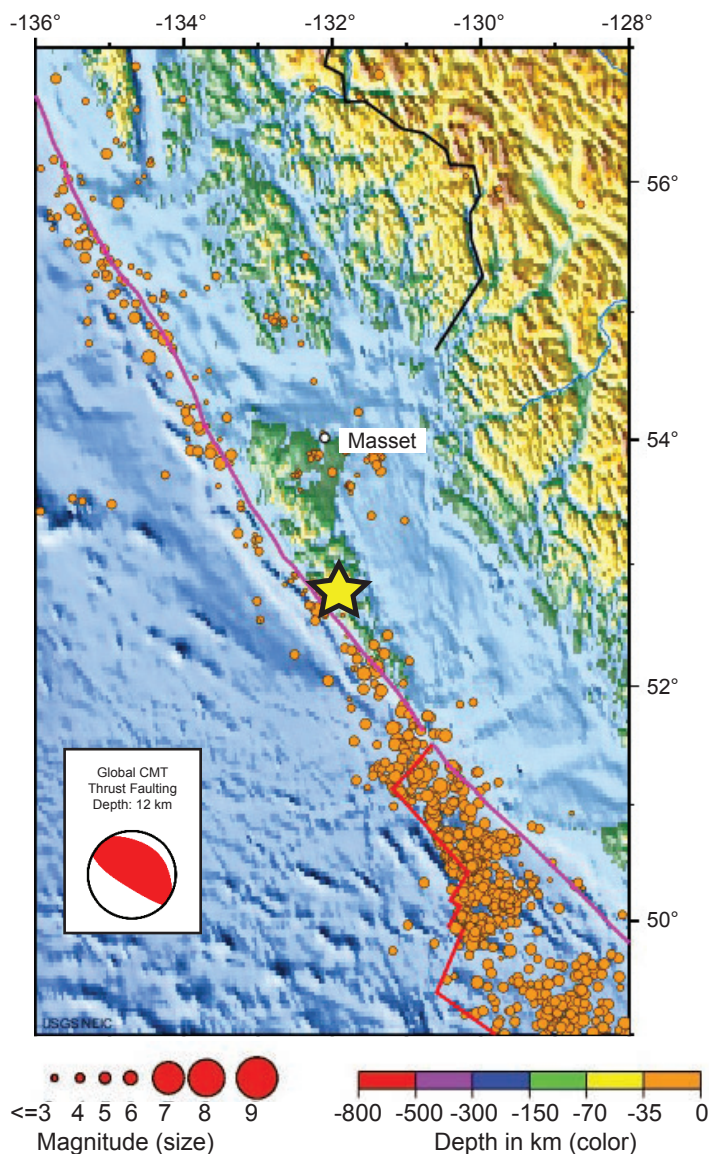 -136° -134° -132° -130° -128°
56°
Masset
54°
52°
Global CMT
Thrust Faulting
Depth: 12 km
50°
USGS NEIC
<=3 4 5 6 7 8 9
Magnitude (size)
-800 -500 -300 -150 -70 -35 0
Depth in km (color)